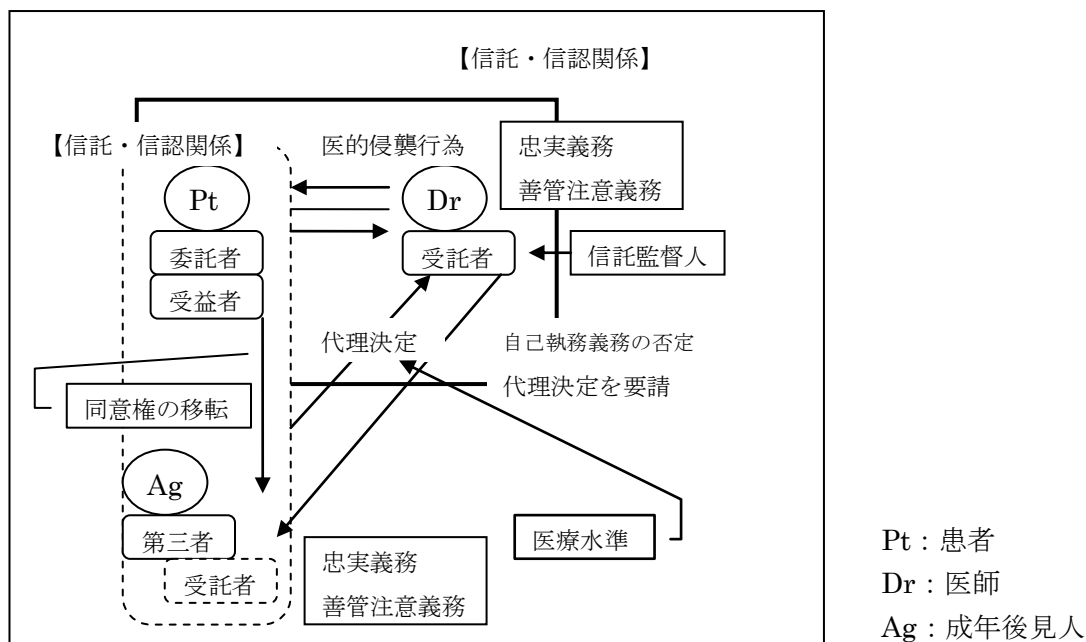 【信託・信認関係】
【信託・信認関係】
医的侵襲行為
忠実義務
善管注意義務
Pt
Dr
委託者
受託者
信託監督人
受益者
代理決定
自己執務義務の否定
代理決定を要請
同意権の移転
Ag
第三者
医療水準
受託者
忠実義務
善管注意義務
Pt：患者
Dr：医師
Ag：成年後見人